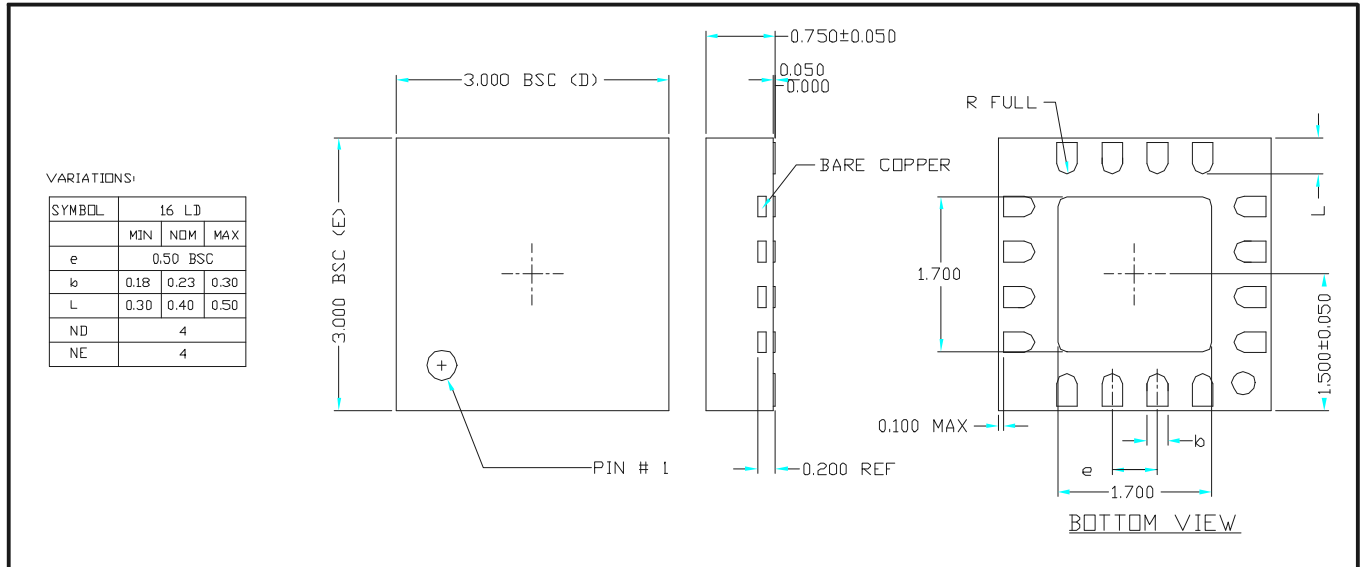 VARIATIONS:
SYMBOL 16 LD
MIN NOM MAX
e 0.50 BSC
b 0.18 0.23 0.30
L 0.30 0.40 0.50
ND 4
NE 4
3.000 BSC (D)
3.000 BSC (E)
PIN # 1
0.750±0.050
0.050
0.000
BARE COPPER
0.200 REF
R FULL
L
1.700
1.500±0.050
0.100 MAX
b
e
1.700
BOTTOM VIEW